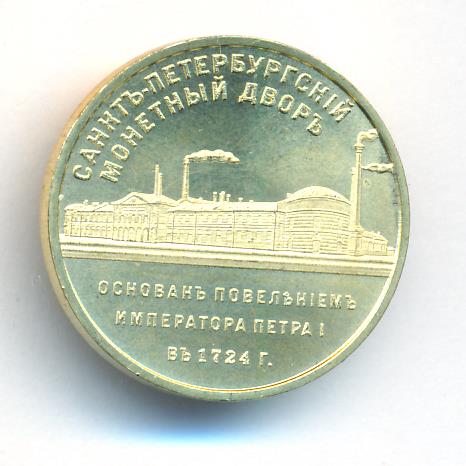 САНКТЪ-ПЕТЕРБУРГСКІЙ
МОНЕТНЫЙ ДВОРЪ
ОСНОВАНЪ ПОВЕЛѢНІЕМЪ
ИМПЕРАТОРА ПЕТРА I
ВЪ 1724 Г.